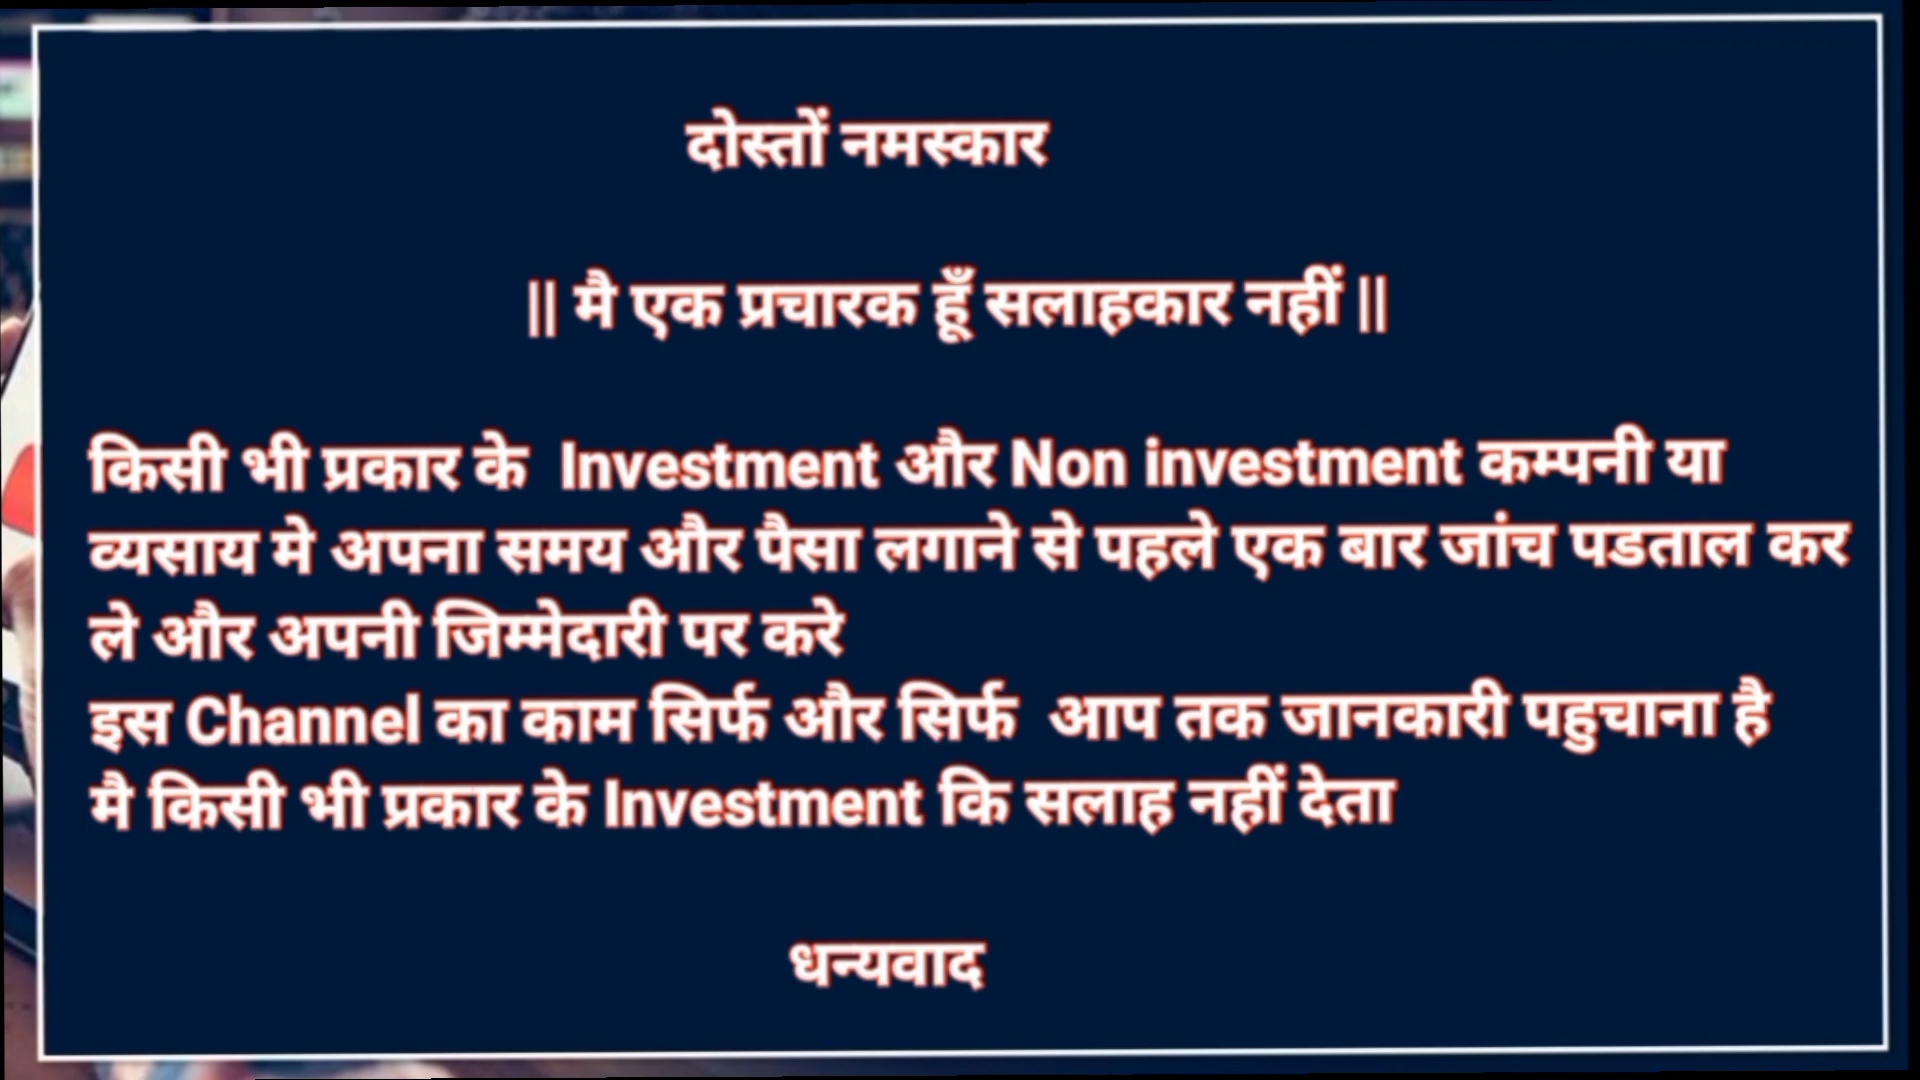 दोस्तों नमस्कार
|| मै एक प्रचारक हूँ सलाहकार नहीं ||
किसी भी प्रकार के Investment और Non investment कम्पनी या
व्यसाय मे अपना समय और पैसा लगाने से पहले एक बार जांच पडताल कर
ले और अपनी जिम्मेदारी पर करे
इस Channel का काम सिर्फ और सिर्फ आप तक जानकारी पहुचाना है
मै किसी भी प्रकार के Investment कि सलाह नहीं देता
धन्यवाद